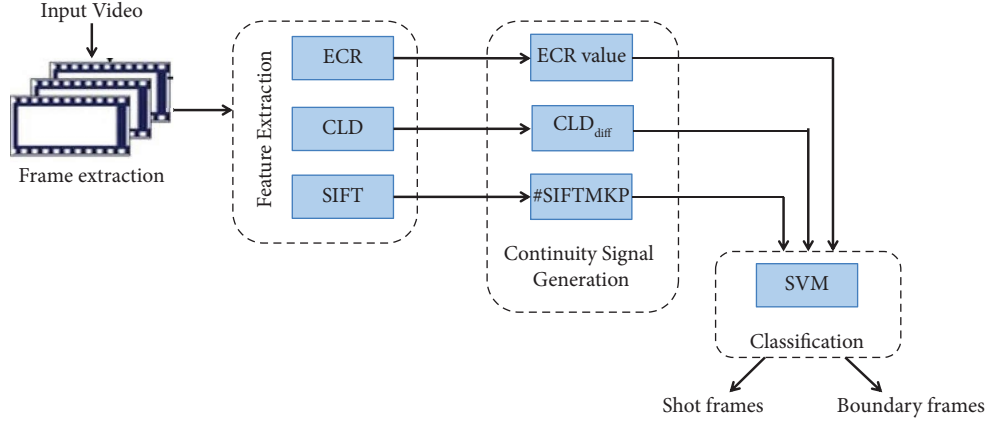 Input Video
Frame extraction
Feature Extraction
ECR
CLD
SIFT
ECR value
CLDdiff
#SIFTMKP
Continuity Signal
Generation
SVM
Classification
Shot frames
Boundary frames